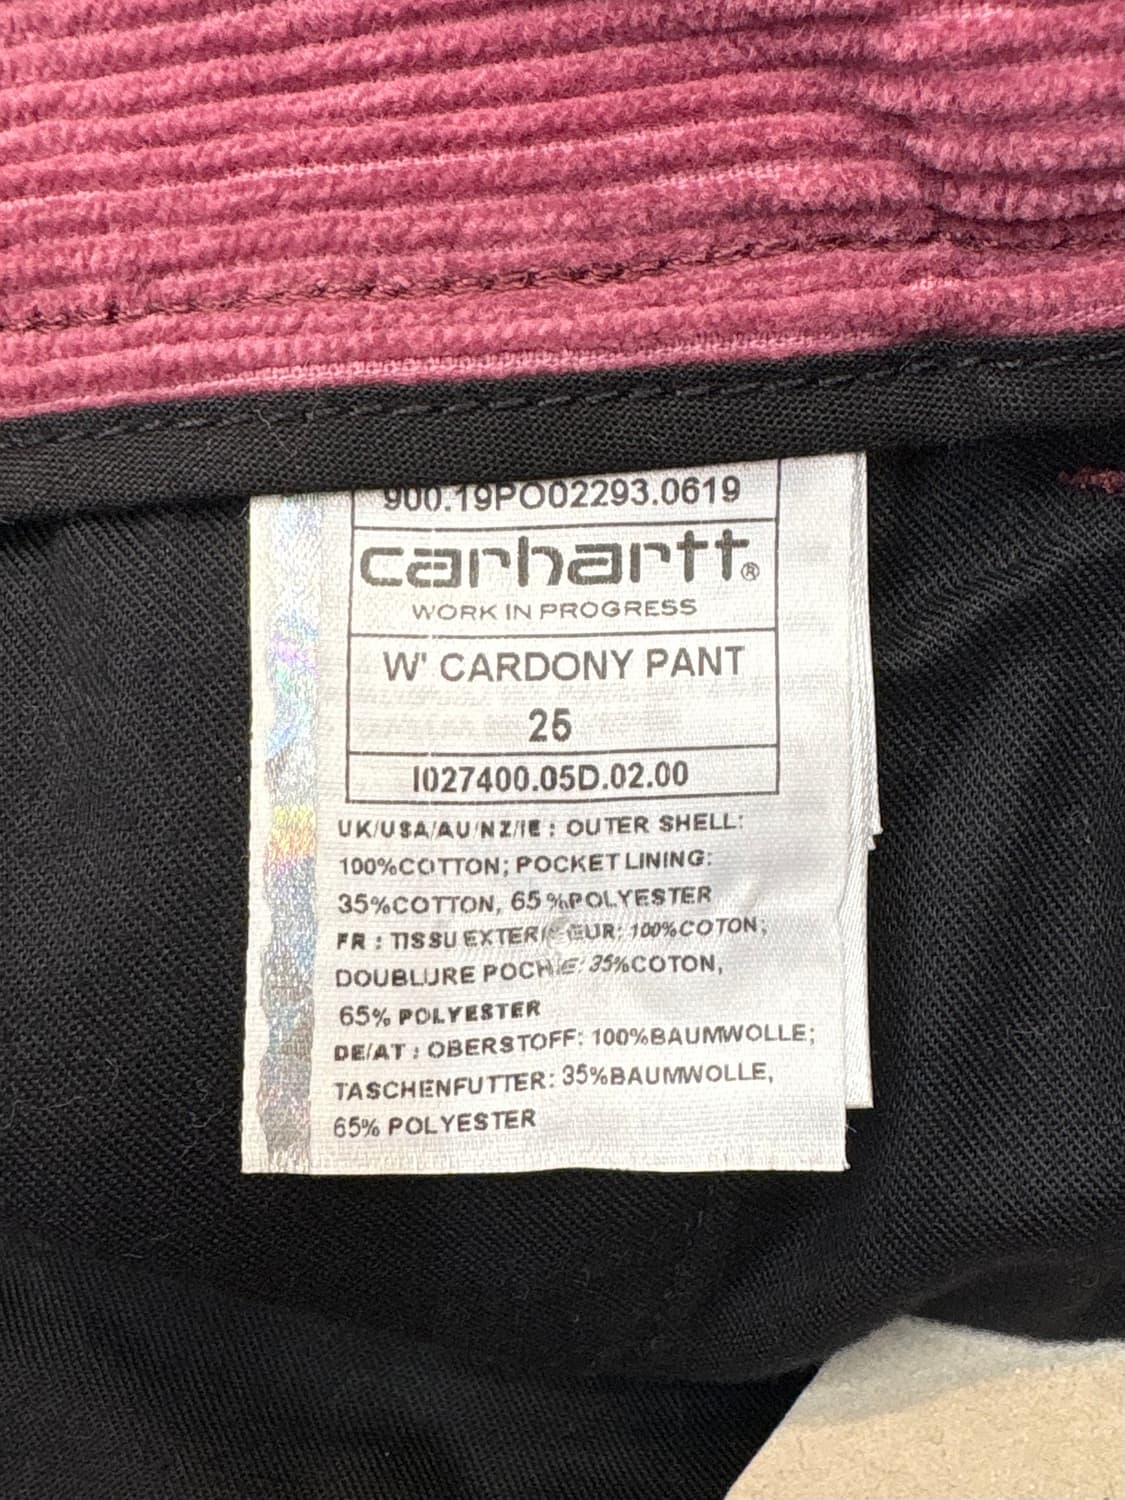 900.19PO02293.0619
carhartt®
WORK IN PROGRESS
W' CARDONY PANT
25
I027400.05D.02.00
UK/USA/AU/NZ/IE : OUTER SHELL:
100%COTTON; POCKET LINING:
35%COTTON, 65%POLYESTER
FR : TISSU EXTERIEUR: 100%COTON;
DOUBLURE POCHE: 35%COTON,
65% POLYESTER
DE/AT : OBERSTOFF: 100%BAUMWOLLE;
TASCHENFUTTER: 35%BAUMWOLLE,
65% POLYESTER